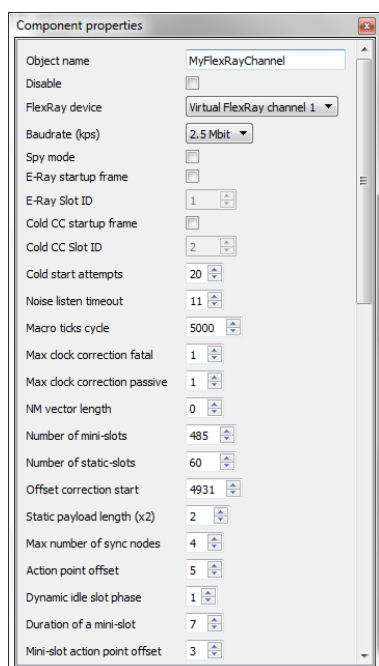 Component properties
Object name MyFlexRayChannel
Disable
FlexRay device Virtual FlexRay channel 1
Baudrate (kps) 2.5 Mbit
Spy mode
E-Ray startup frame
E-Ray Slot ID 1
Cold CC startup frame
Cold CC Slot ID 2
Cold start attempts 20
Noise listen timeout 11
Macro ticks cycle 5000
Max clock correction fatal 1
Max clock correction passive 1
NM vector length 0
Number of mini-slots 485
Number of static-slots 60
Offset correction start 4931
Static payload length (x2) 2
Max number of sync nodes 4
Action point offset 5
Dynamic idle slot phase 1
Duration of a mini-slot 7
Mini-slot action point offset 3